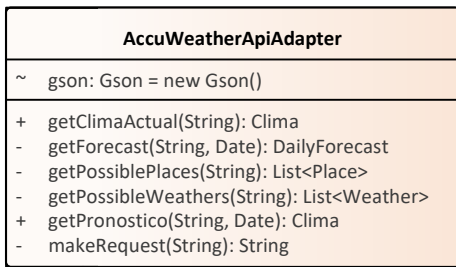 AccuWeatherApiAdapter
~ gson: Gson = new Gson()
+ getClimaActual(String): Clima
- getForecast(String, Date): DailyForecast
- getPossiblePlaces(String): List<Place>
- getPossibleWeathers(String): List<Weather>
+ getPronostico(String, Date): Clima
- makeRequest(String): String